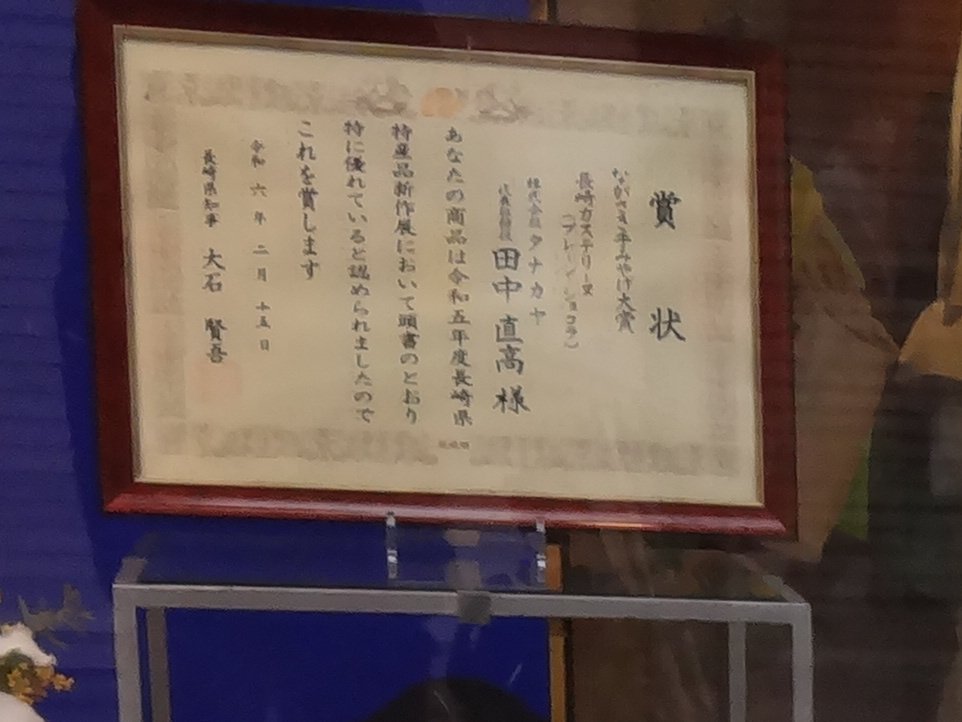 賞状
ながさき手みやげ大賞
長崎カステリーヌ
(プレーン・ショコラ)
株式会社タナカヤ
代表取締役 田中直高様
あなたの商品は令和五年度長崎県
特産品新作展において頭書のとおり
特に優れていると認められましたので
これを賞します
令和六年二月十五日
長崎県知事 大石賢吾